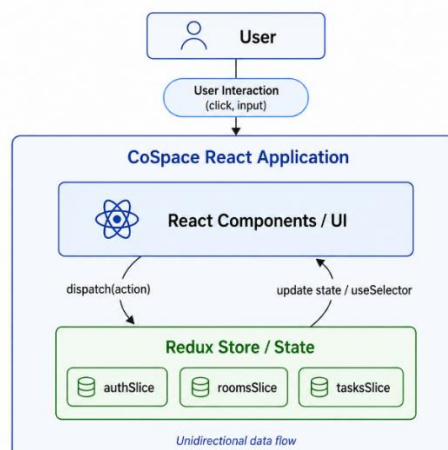 User
User Interaction
(click, input)
CoSpace React Application
React Components / UI
dispatch(action)
update state / useSelector
Redux Store / State
authSlice
roomsSlice
tasksSlice
Unidirectional data flow